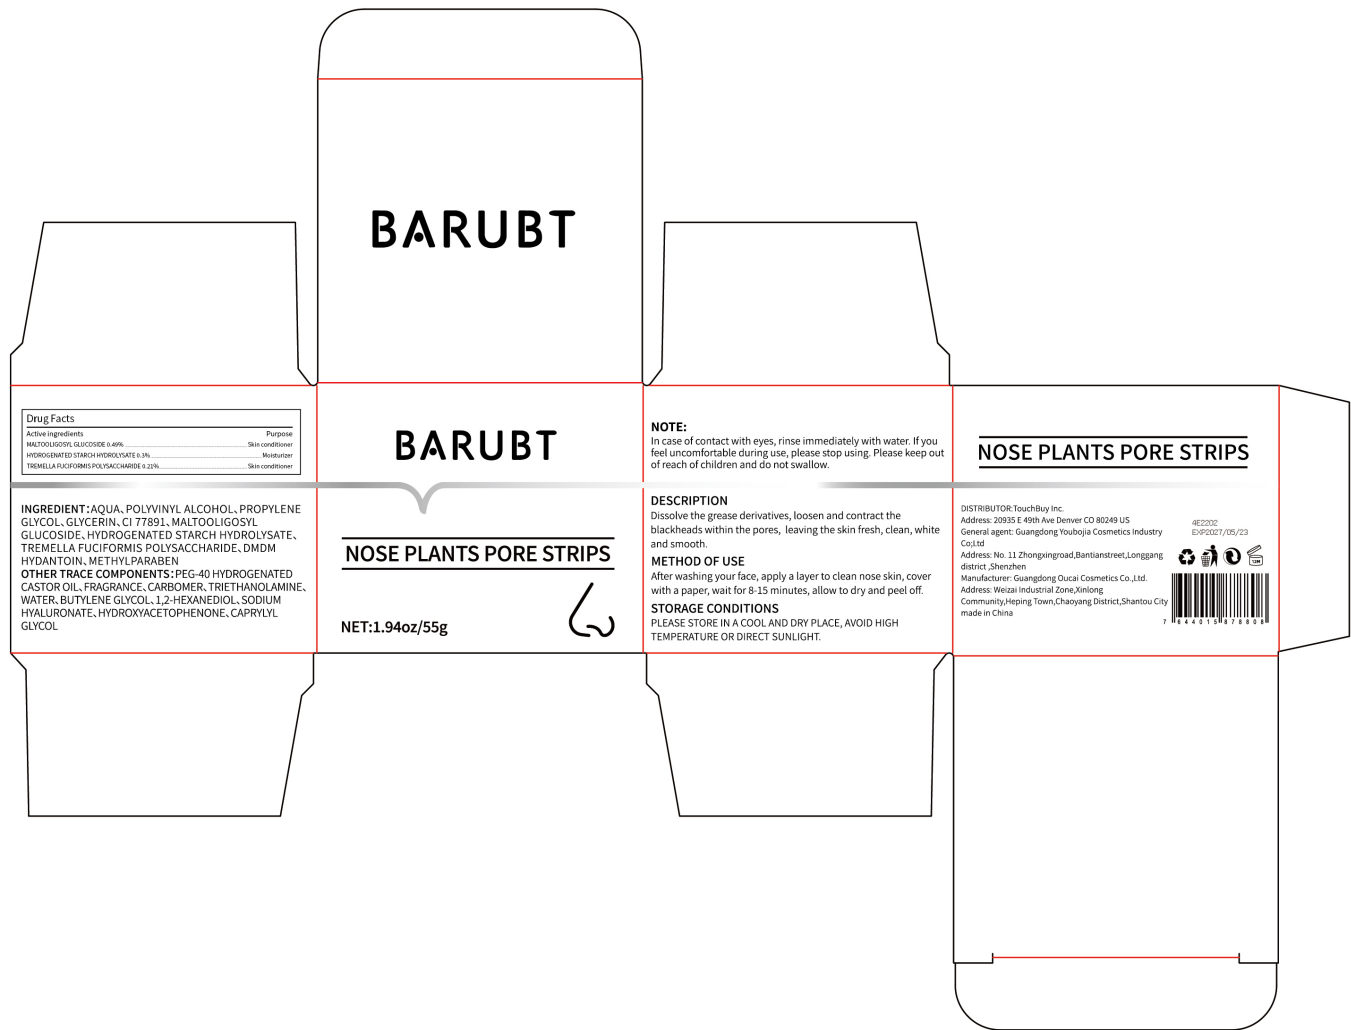 BARUBT
Drug Facts
Active ingredients Purpose
MALTOOLIGOSYL GLUCOSIDE 0.49% Skin conditioner
HYDROGENATED STARCH HYDROLYSATE 0.3% Moisturizer
TREMELLA FUCIFORMIS POLYSACCHARIDE 0.21% Skin conditioner
INGREDIENT:AQUA、POLYVINYL ALCOHOL、PROPYLENE
GLYCOL、GLYCERIN、CI 77891、MALTOOLIGOSYL
GLUCOSIDE、HYDROGENATED STARCH HYDROLYSATE、
TREMELLA FUCIFORMIS POLYSACCHARIDE、DMDM
HYDANTOIN、METHYLPARABEN
OTHER TRACE COMPONENTS:PEG-40 HYDROGENATED
CASTOR OIL、FRAGRANCE、CARBOMER、TRIETHANOLAMINE、
WATER、BUTYLENE GLYCOL、1,2-HEXANEDIOL、SODIUM
HYALURONATE、HYDROXYACETOPHENONE、CAPRYLYL
GLYCOL
BARUBT
NOSE PLANTS PORE STRIPS
NET:1.94oz/55g
NOTE:
In case of contact with eyes, rinse immediately with water. If you
feel uncomfortable during use, please stop using. Please keep out
of reach of children and do not swallow.
DESCRIPTION
Dissolve the grease derivatives, loosen and contract the
blackheads within the pores, leaving the skin fresh, clean, white
and smooth.
METHOD OF USE
After washing your face, apply a layer to clean nose skin, cover
with a paper, wait for 8-15 minutes, allow to dry and peel off.
STORAGE CONDITIONS
PLEASE STORE IN A COOL AND DRY PLACE, AVOID HIGH
TEMPERATURE OR DIRECT SUNLIGHT.
NOSE PLANTS PORE STRIPS
DISTRIBUTOR:TouchBuy Inc.
Address: 20935 E 49th Ave Denver CO 80249 US
General agent: Guangdong Youbojia Cosmetics Industry
Co;Ltd
Address: No. 11 Zhongxingroad,Bantianstreet,Longgang
district ,Shenzhen
Manufacturer: Guangdong Oucai Cosmetics Co.,Ltd.
Address: Weizai Industrial Zone,Xinlong
Community,Heping Town,Chaoyang District,Shantou City
made in China
4E2202
EXP2027/05/23
12M
7 644015 878808